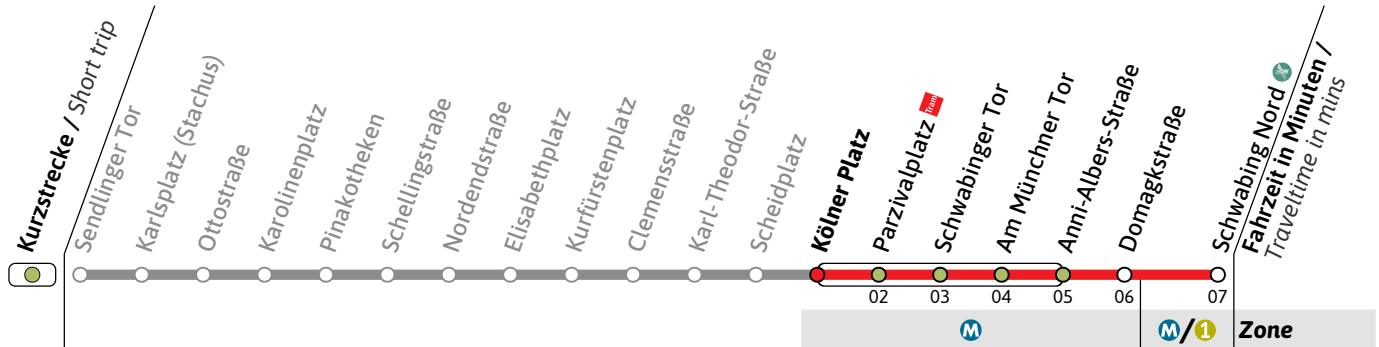 Kurzstrecke / Short trip
Sendlinger Tor
Karlsplatz (Stachus)
Ottostraße
Karolinenplatz
Pinakotheken
Schellingstraße
Nordendstraße
Elisabethplatz
Kurfürstenplatz
Clemensstraße
Karl-Theodor-Straße
Scheidplatz
Kölner Platz
Parzivalplatz Tram
Schwabinger Tor
Am Münchner Tor
Anni-Albers-Straße
Domagkstraße
Schwabing Nord
Fahrzeit in Minuten /
Traveltime in mins
02 03 04 05 06 07
M M/1 Zone